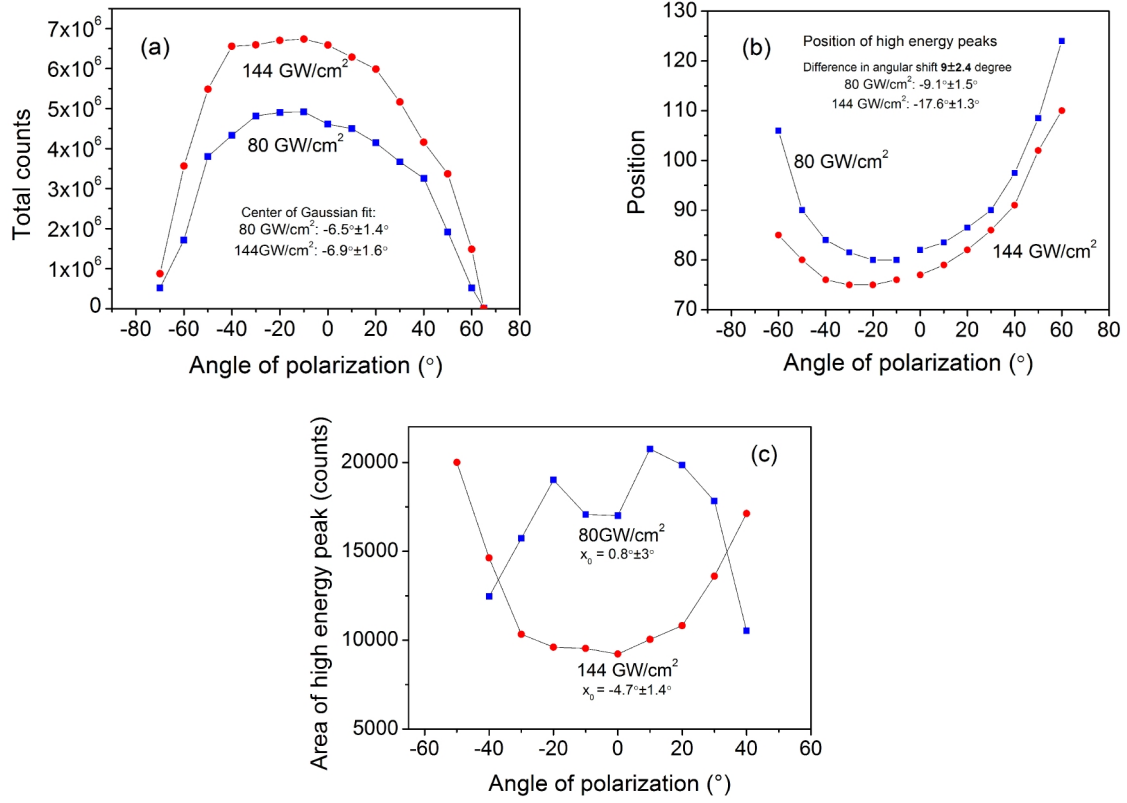 (a)
7x10⁶
6x10⁶
5x10⁶
4x10⁶
3x10⁶
2x10⁶
1x10⁶
0
Total counts
144 GW/cm²
80 GW/cm²
Center of Gaussian fit:
80 GW/cm²: -6.5°±1.4°
144GW/cm²: -6.9°±1.6°
-80 -60 -40 -20 0 20 40 60 80
Angle of polarization (°)
(b)
130
120
110
100
90
80
70
Position
Position of high energy peaks
Difference in angular shift 9±2.4 degree
80 GW/cm²: -9.1°±1.5°
144 GW/cm²: -17.6°±1.3°
80 GW/cm²
144 GW/cm²
-80 -60 -40 -20 0 20 40 60 80
Angle of polarization (°)
(c)
20000
15000
10000
5000
Area of high energy peak (counts)
80GW/cm²
x₀ = 0.8°±3°
144 GW/cm²
x₀ = -4.7°±1.4°
-60 -40 -20 0 20 40 60
Angle of polarization (°)